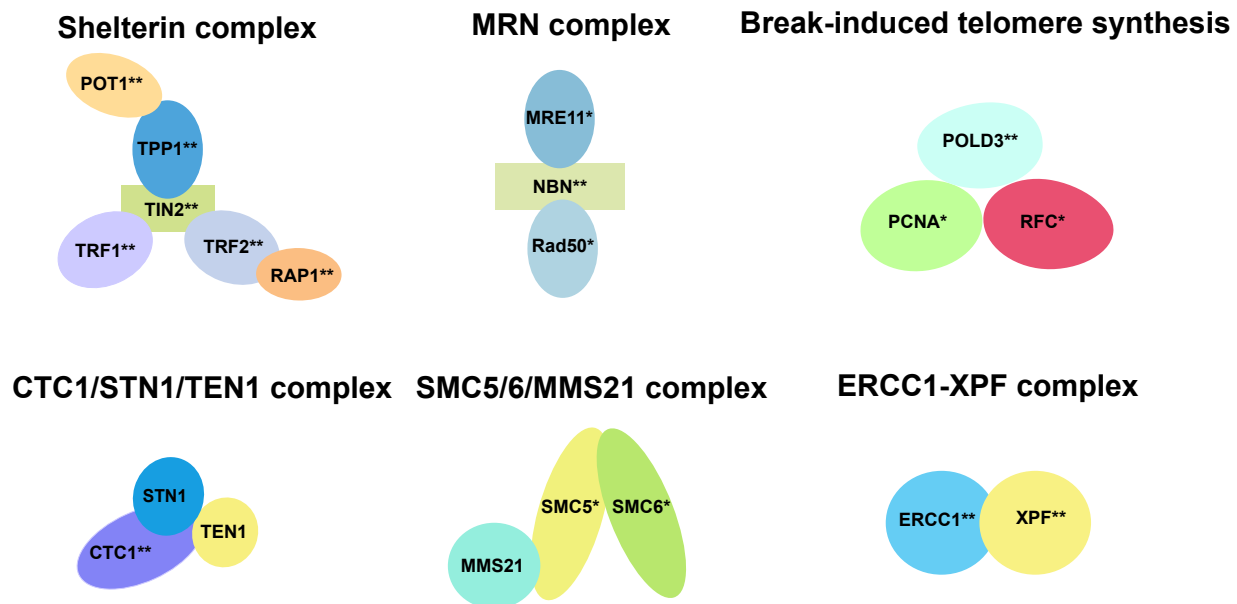 Shelterin complex
POT1**
TPP1**
TIN2**
TRF1**
TRF2**
RAP1**
MRN complex
MRE11*
NBN**
Rad50*
Break-induced telomere synthesis
POLD3**
PCNA*
RFC*
CTC1/STN1/TEN1 complex
STN1
TEN1
CTC1**
SMC5/6/MMS21 complex
SMC5*
SMC6*
MMS21
ERCC1-XPF complex
ERCC1**
XPF**